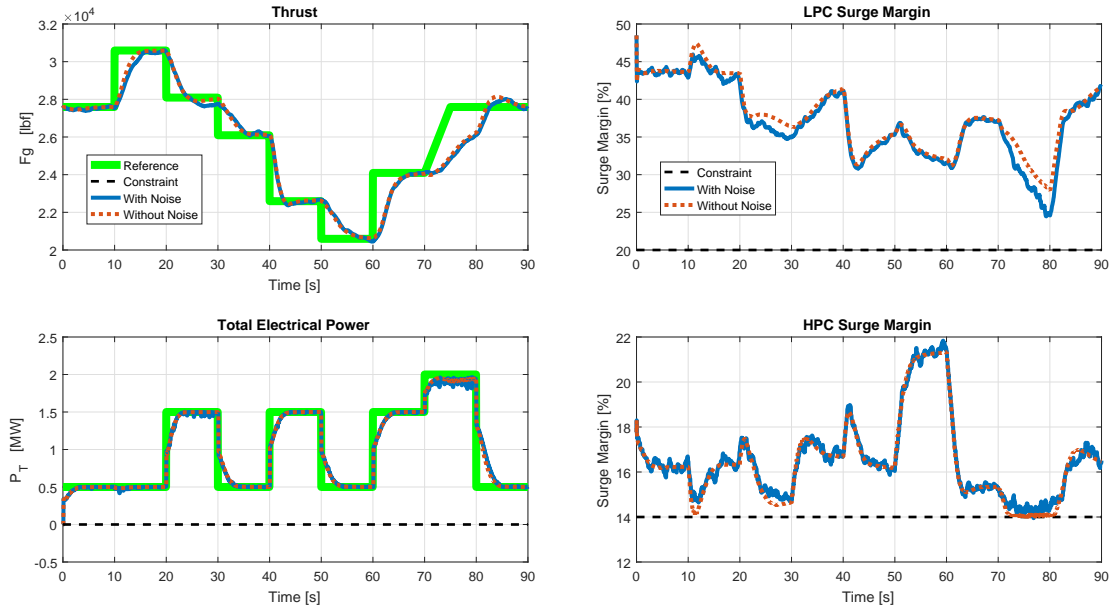 Thrust
×10⁴
3.2
3
2.8
2.6
2.4
2.2
2
Fg [lbf]
Reference
Constraint
With Noise
Without Noise
0 10 20 30 40 50 60 70 80 90
Time [s]
LPC Surge Margin
50
45
40
35
30
25
20
Surge Margin [%]
Constraint
With Noise
Without Noise
0 10 20 30 40 50 60 70 80 90
Time [s]
Total Electrical Power
2.5
2
1.5
1
0.5
0
-0.5
P_T [MW]
0 10 20 30 40 50 60 70 80 90
Time [s]
HPC Surge Margin
22
20
18
16
14
12
Surge Margin [%]
0 10 20 30 40 50 60 70 80 90
Time [s]